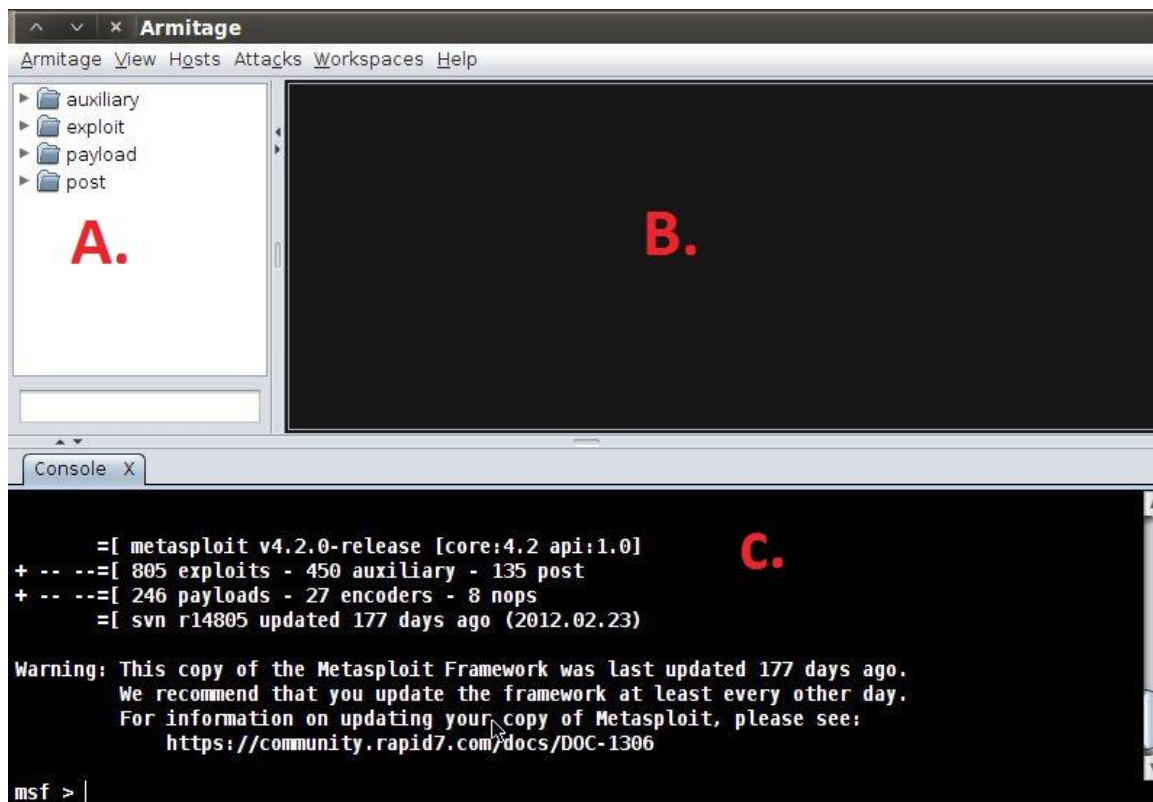 Armitage
Armitage View Hosts Attacks Workspaces Help
auxiliary
exploit
payload
post
A.
B.
Console X
C.
=[ metasploit v4.2.0-release [core:4.2 api:1.0]
+ -- --=[ 805 exploits - 450 auxiliary - 135 post
+ -- --=[ 246 payloads - 27 encoders - 8 nops
=[ svn r14805 updated 177 days ago (2012.02.23)
Warning: This copy of the Metasploit Framework was last updated 177 days ago.
We recommend that you update the framework at least every other day.
For information on updating your copy of Metasploit, please see:
https://community.rapid7.com/docs/DOC-1306
msf >